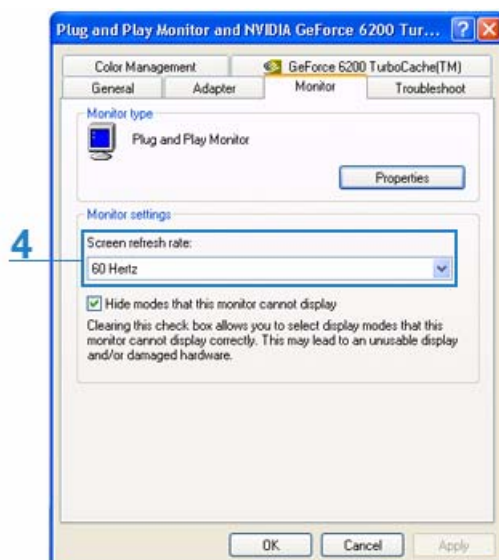 Plug and Play Monitor and NVIDIA GeForce 6200 Tur...
Color Management
GeForce 6200 TurboCache(TM)
General
Adapter
Monitor
Troubleshoot
Monitor type
Plug and Play Monitor
Properties
Monitor settings
4
Screen refresh rate:
60 Hertz
Hide modes that this monitor cannot display
Clearing this check box allows you to select display modes that this
monitor cannot display correctly. This may lead to an unusable display
and/or damaged hardware.
OK
Cancel
Apply